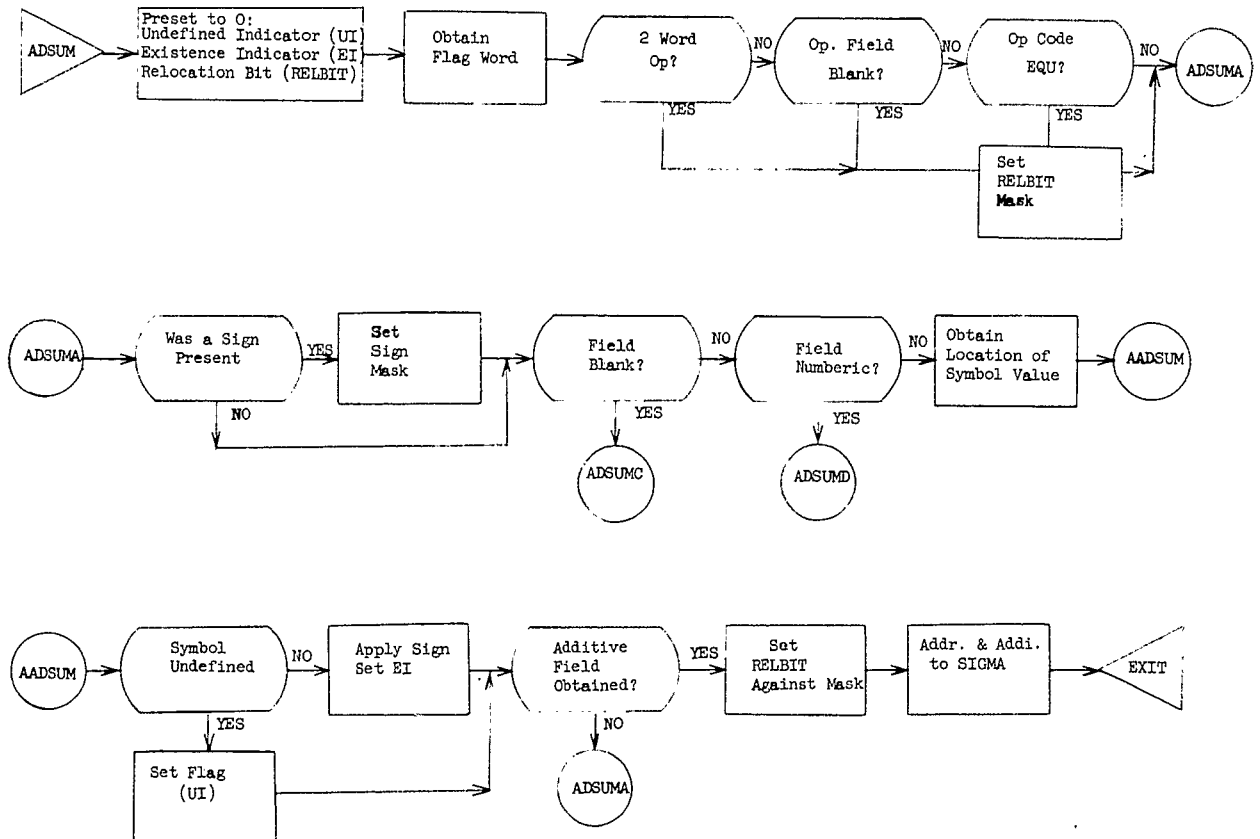 ADSUM
Preset to 0:
Undefined Indicator (UI)
Existence Indicator (EI)
Relocation Bit (RELBIT)
Obtain
Flag Word
2 Word
Op?
NO
YES
Op. Field
Blank?
NO
YES
Op Code
EQU?
NO
YES
ADSUMA
Set
RELBIT
Mask
ADSUMA
Was a Sign
Present
YES
NO
Set
Sign
Mask
Field
Blank?
NO
YES
ADSUMC
Field
Numberic?
NO
YES
ADSUMD
Obtain
Location of
Symbol Value
AADSUM
AADSUM
Symbol
Undefined
NO
YES
Set Flag
(UI)
Apply Sign
Set EI
Additive
Field
Obtained?
YES
NO
ADSUMA
Set
RELBIT
Against Mask
Addr. & Addi.
to SIGMA
EXIT